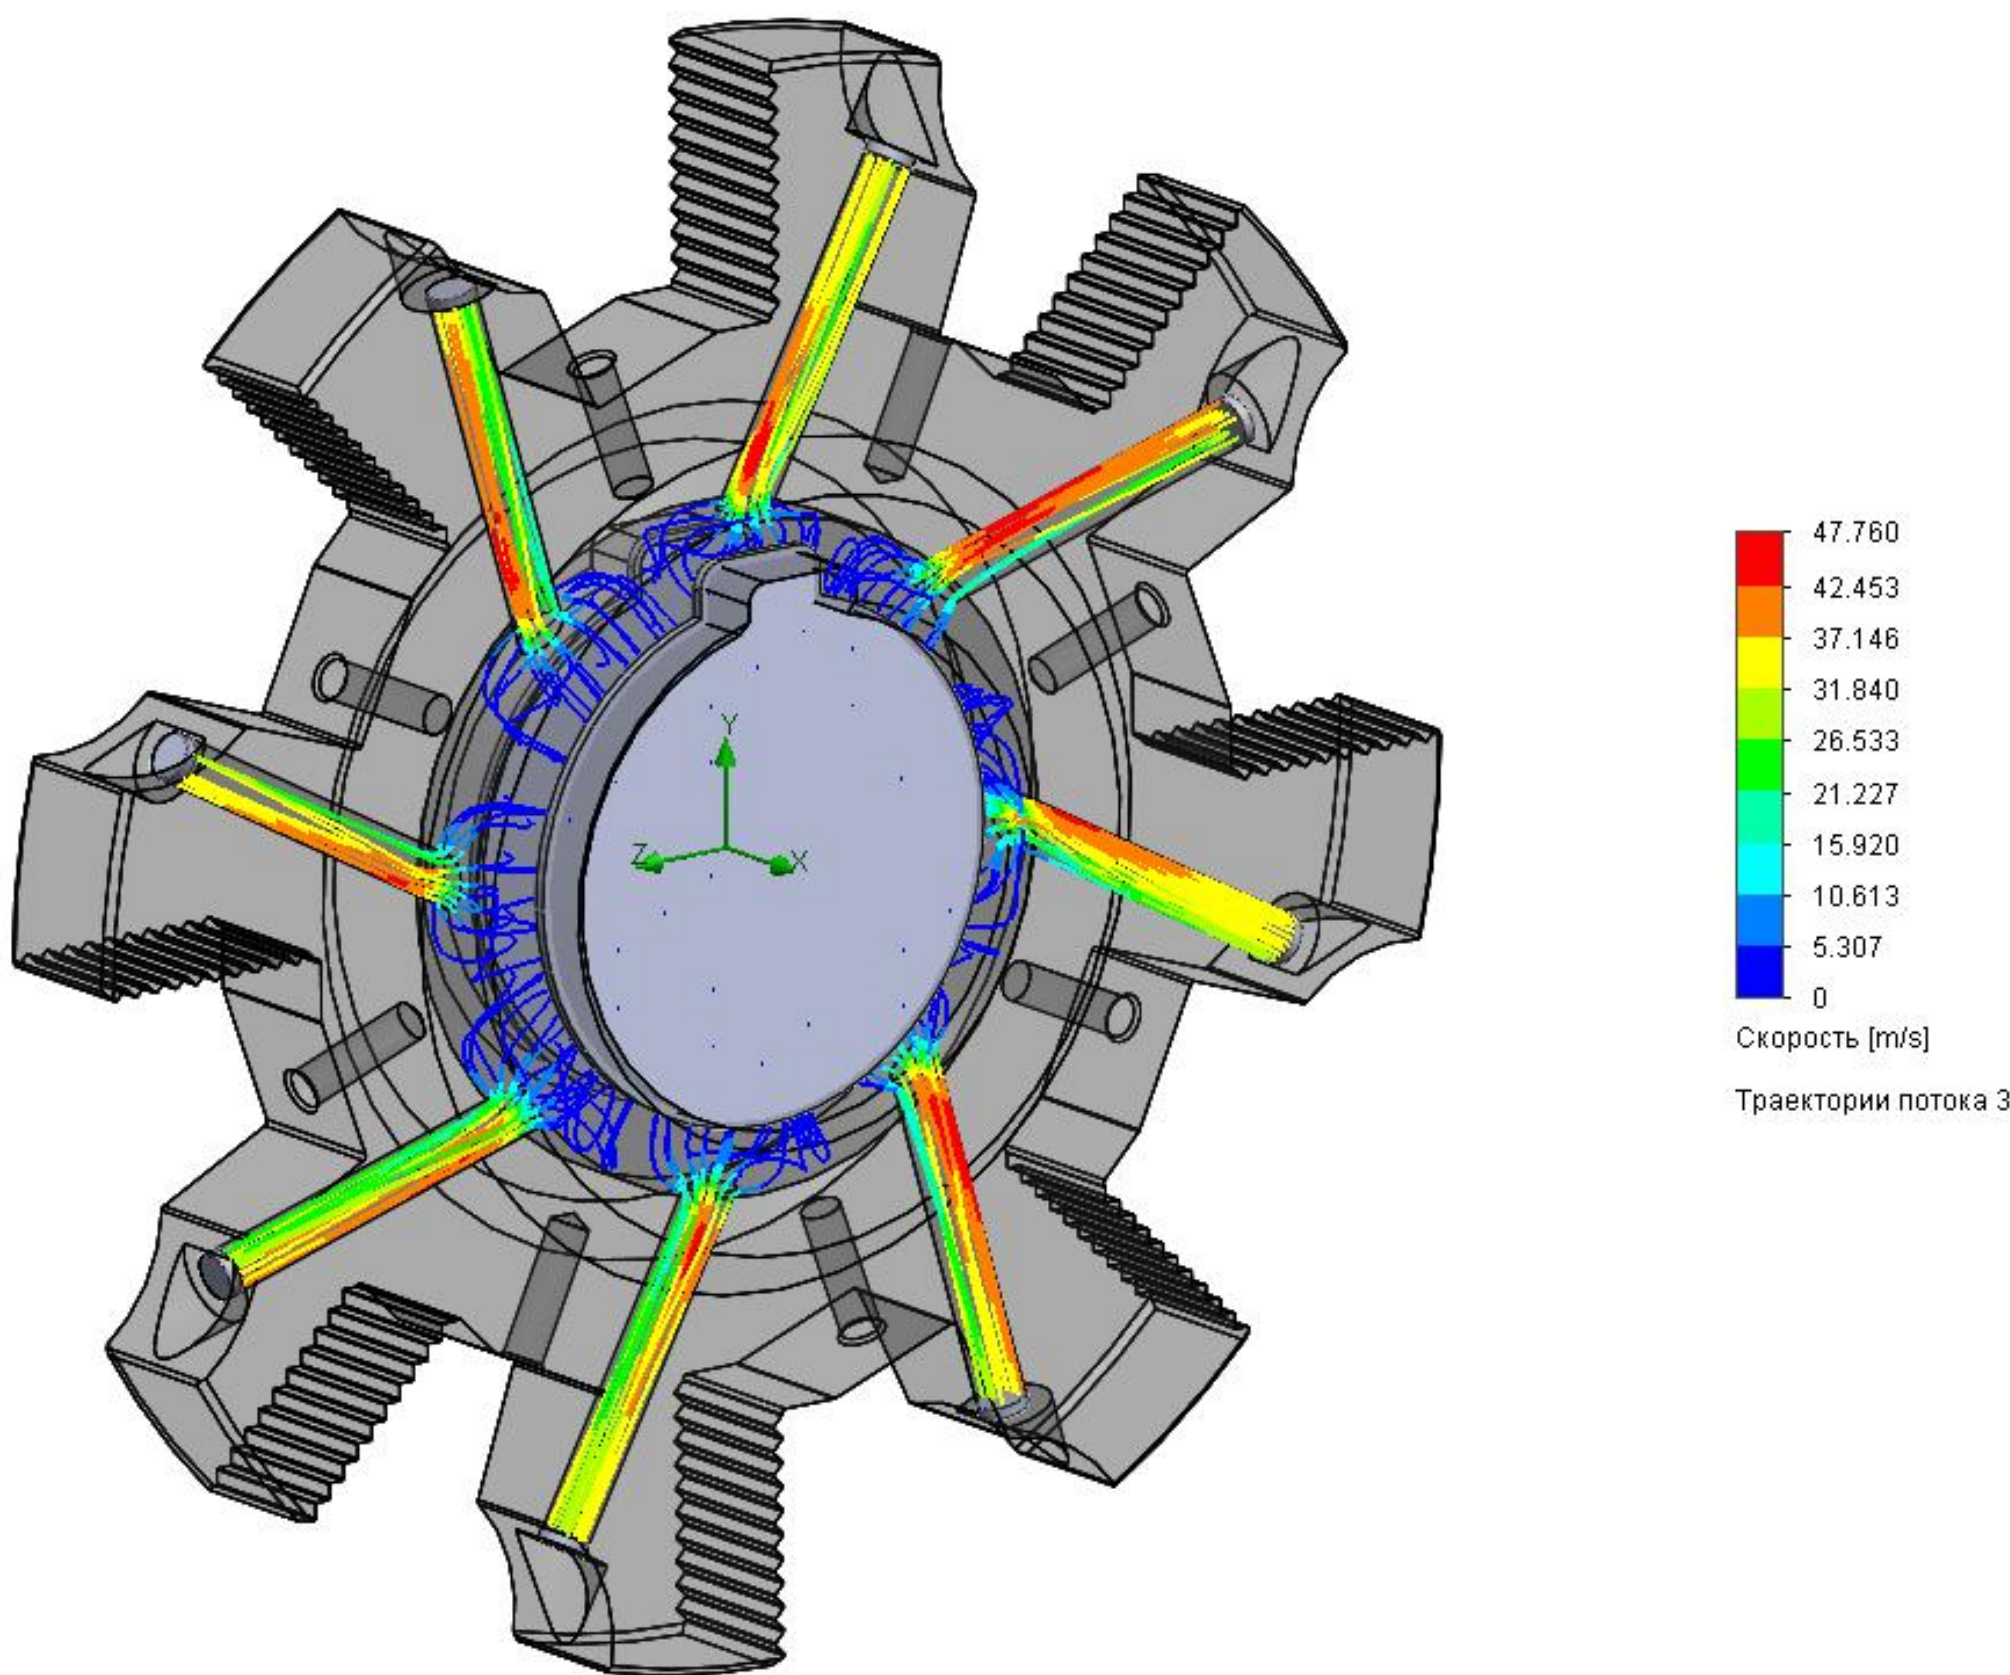 47.760
42.453
37.146
31.840
26.533
21.227
15.920
10.613
5.307
0
Скорость [m/s]
Траектории потока 3
Y
Z
X